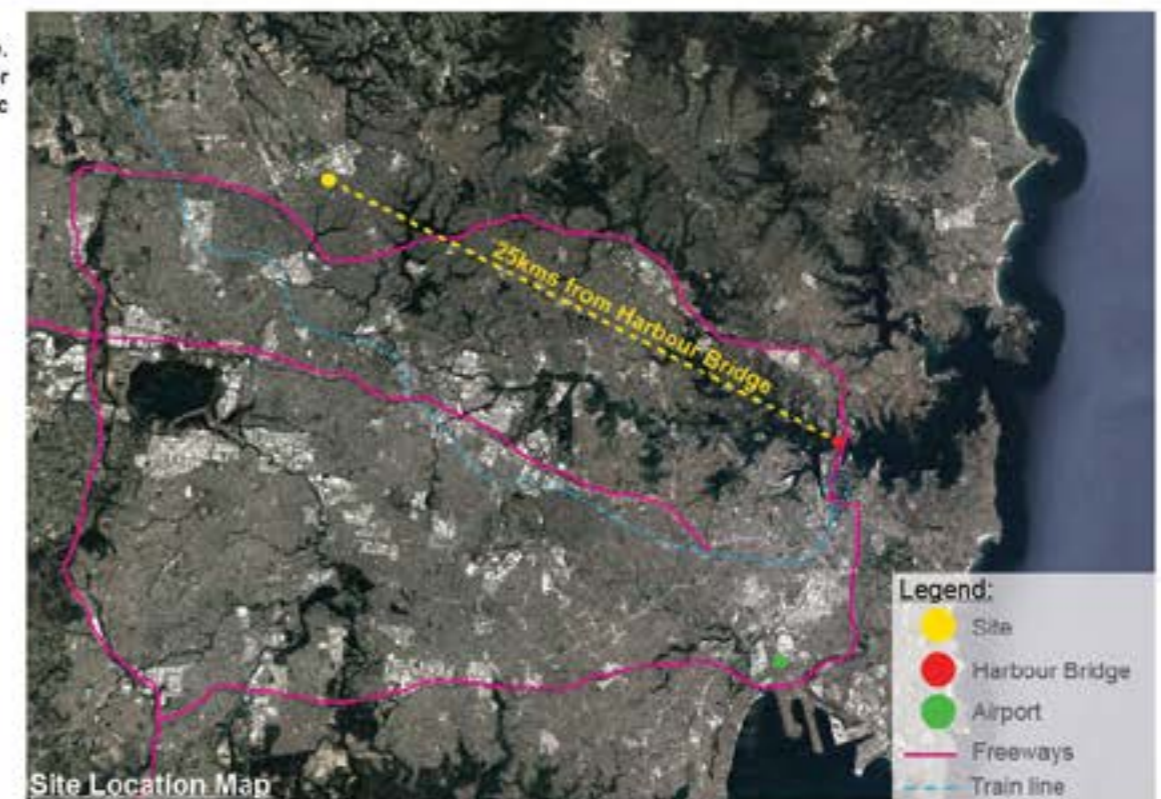 25kms from Harbour Bridge
Legend:
Site
Harbour Bridge
Airport
Freeways
Train line
Site Location Map